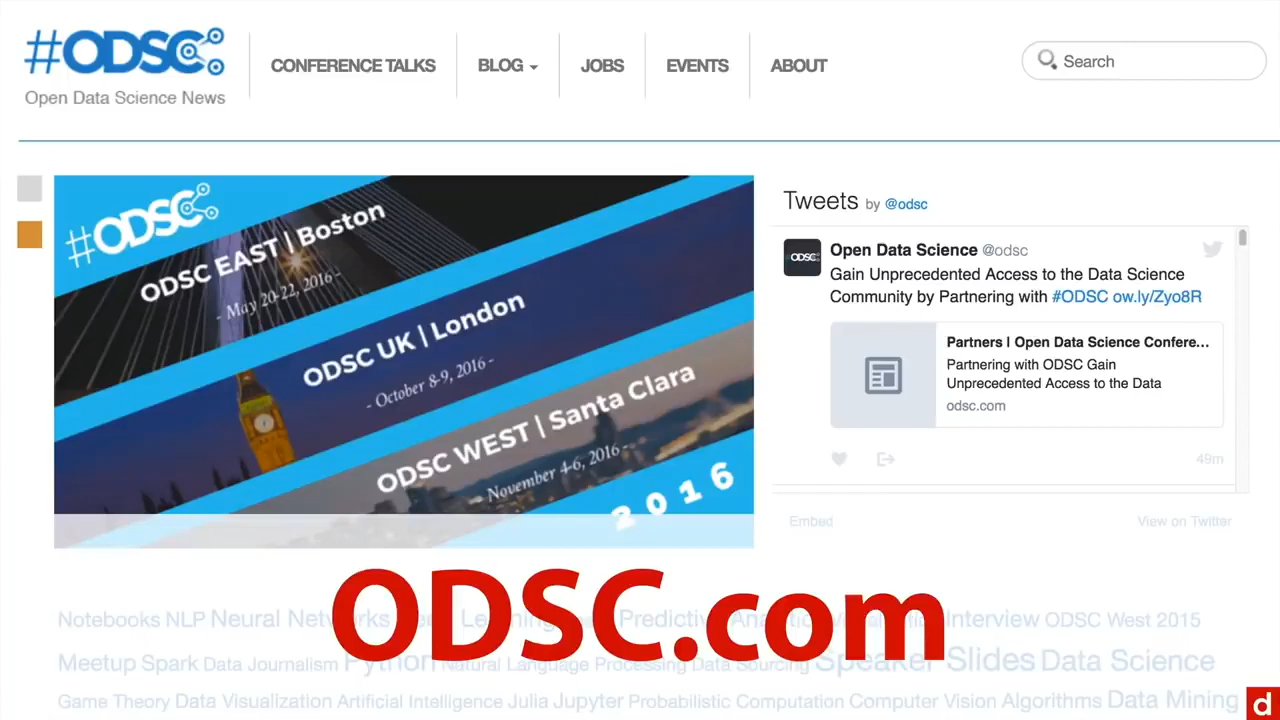 #ODSC
Open Data Science News
CONFERENCE TALKS
BLOG
JOBS
EVENTS
ABOUT
Search
#ODSC
ODSC EAST | Boston
- May 20-22, 2016 -
ODSC UK | London
- October 8-9, 2016 -
ODSC WEST | Santa Clara
- November 4-6, 2016 -
2016
Tweets by @odsc
ODSC
Open Data Science @odsc
Gain Unprecedented Access to the Data Science
Community by Partnering with #ODSC ow.ly/Zyo8R
Partners I Open Data Science Confere...
Partnering with ODSC Gain
Unprecedented Access to the Data
odsc.com
49m
Embed
View on Twitter
ODSC.com
Notebooks NLP Neural Networks Learning Predictive Analytics Interview ODSC West 2015
Meetup Spark Data Journalism Python Natural Language Processing Data Sourcing Speaker Slides Data Science
Game Theory Data Visualization Artificial Intelligence Julia Jupyter Probabilistic Computation Computer Vision Algorithms Data Mining
d